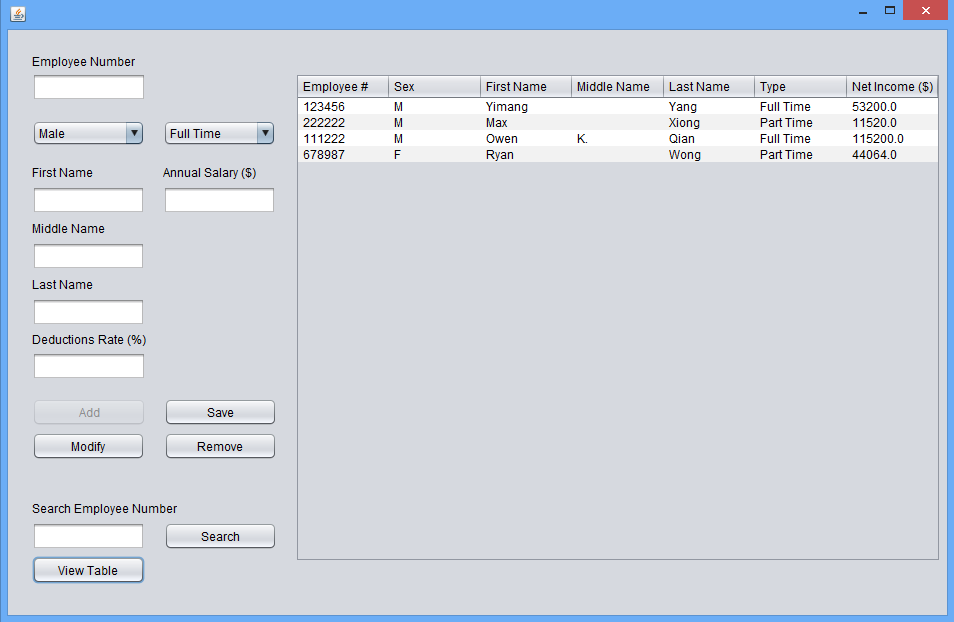 Employee Number
Male Full Time
First Name Annual Salary ($)
Middle Name
Last Name
Deductions Rate (%)
Add Save
Modify Remove
Search Employee Number
Search
View Table
Employee # Sex First Name Middle Name Last Name Type Net Income ($)
123456 M Yimang Yang Full Time 53200.0
222222 M Max Xiong Part Time 11520.0
111222 M Owen K. Qian Full Time 115200.0
678987 F Ryan Wong Part Time 44064.0